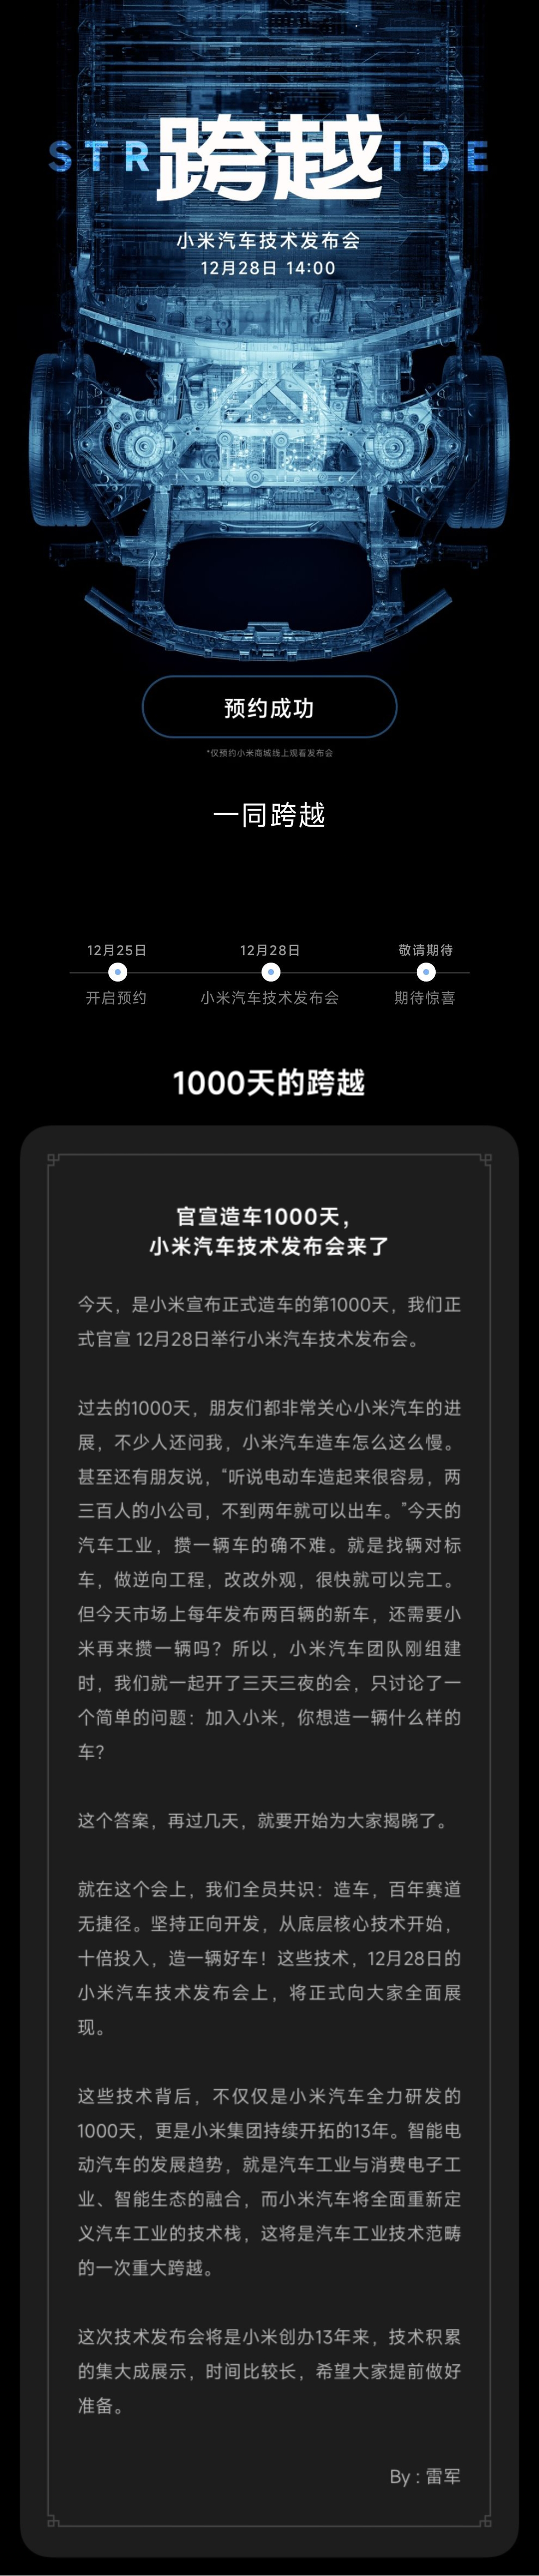 STR跨越IDE
小米汽车技术发布会
12月28日 14:00
预约成功
*仅预约小米商城线上观看发布会
一同跨越
12月25日 12月28日 敬请期待
开启预约 小米汽车技术发布会 期待惊喜
1000天的跨越
官宣造车1000天，
小米汽车技术发布会来了
今天，是小米宣布正式造车的第1000天，我们正
式官宣 12月28日举行小米汽车技术发布会。
过去的1000天，朋友们都非常关心小米汽车的进
展，不少人还问我，小米汽车造车怎么这么慢。
甚至还有朋友说，“听说电动车造起来很容易，两
三百人的小公司，不到两年就可以出车。”今天的
汽车工业，攒一辆车的确不难。就是找辆对标
车，做逆向工程，改改外观，很快就可以完工。
但今天市场上每年发布两百辆的新车，还需要小
米再来攒一辆吗？所以，小米汽车团队刚组建
时，我们就一起开了三天三夜的会，只讨论了一
个简单的问题：加入小米，你想造一辆什么样的
车？
这个答案，再过几天，就要开始为大家揭晓了。
就在这个会上，我们全员共识：造车，百年赛道
无捷径。坚持正向开发，从底层核心技术开始，
十倍投入，造一辆好车！这些技术，12月28日的
小米汽车技术发布会上，将正式向大家全面展
现。
这些技术背后，不仅仅是小米汽车全力研发的
1000天，更是小米集团持续开拓的13年。智能电
动汽车的发展趋势，就是汽车工业与消费电子工
业、智能生态的融合，而小米汽车将全面重新定
义汽车工业的技术栈，这将是汽车工业技术范畴
的一次重大跨越。
这次技术发布会将是小米创办13年来，技术积累
的集大成展示，时间比较长，希望大家提前做好
准备。
By : 雷军